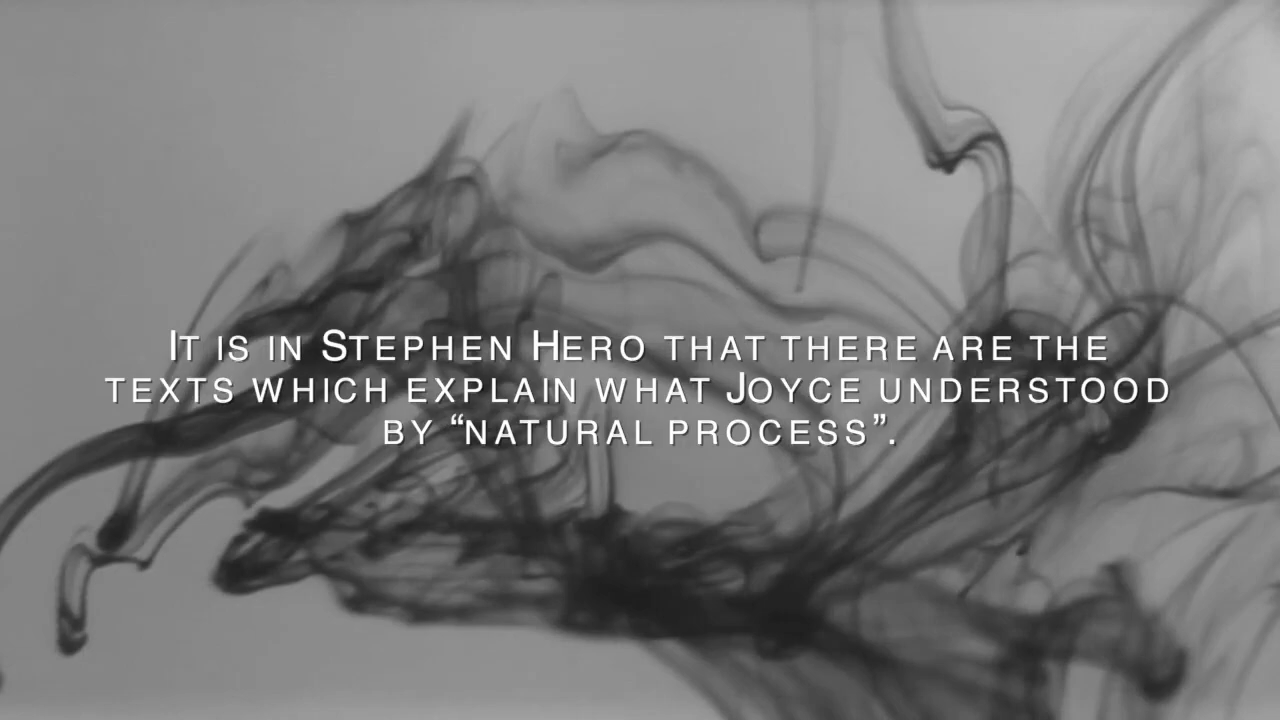 It is in Stephen Hero that there are the
texts which explain what Joyce understood
by “natural process”.